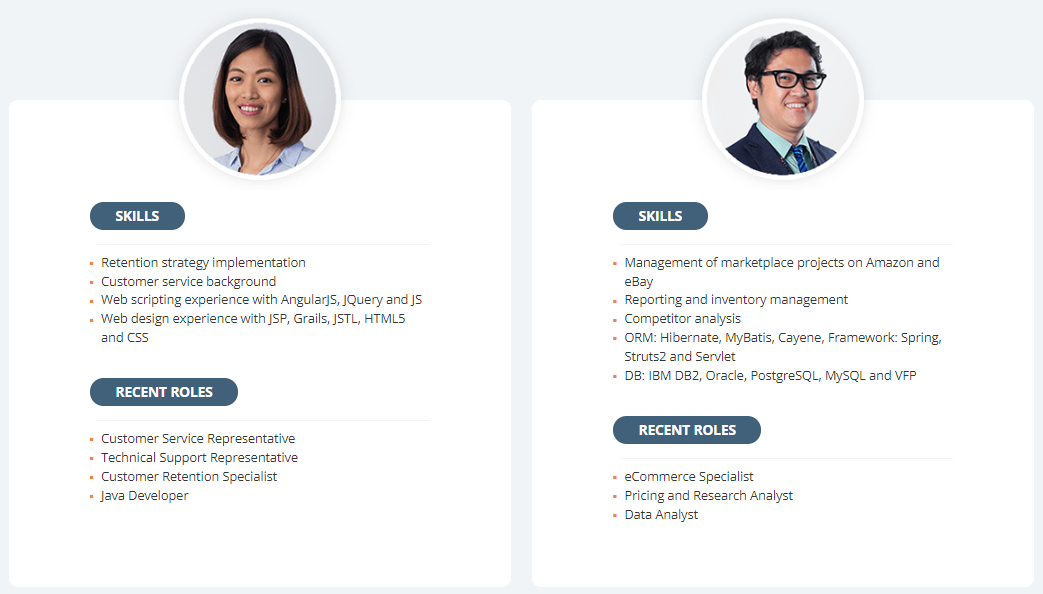 SKILLS
Retention strategy implementation
Customer service background
Web scripting experience with AngularJS, JQuery and JS
Web design experience with JSP, Grails, JSTL, HTML5
and CSS
RECENT ROLES
Customer Service Representative
Technical Support Representative
Customer Retention Specialist
Java Developer
SKILLS
Management of marketplace projects on Amazon and
eBay
Reporting and inventory management
Competitor analysis
ORM: Hibernate, MyBatis, Cayene, Framework: Spring,
Struts2 and Servlet
DB: IBM DB2, Oracle, PostgreSQL, MySQL and VFP
RECENT ROLES
eCommerce Specialist
Pricing and Research Analyst
Data Analyst